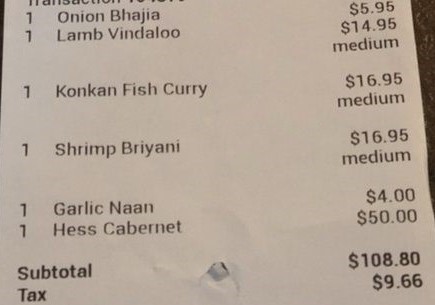 1 Onion Bhajia $5.95
1 Lamb Vindaloo $14.95
medium
1 Konkan Fish Curry $16.95
medium
1 Shrimp Briyani $16.95
medium
1 Garlic Naan $4.00
1 Hess Cabernet $50.00
Subtotal $108.80
Tax $9.66